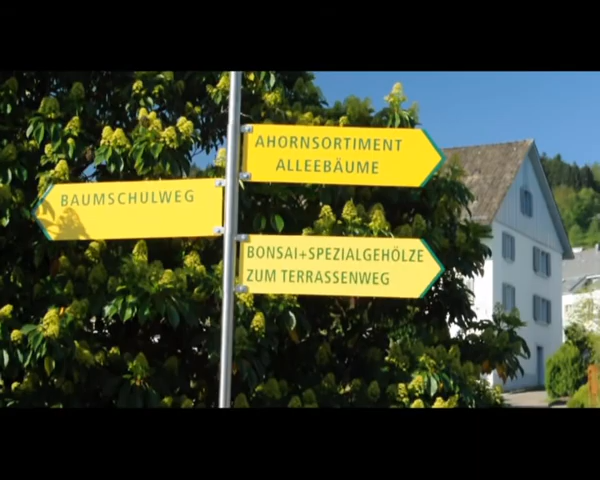 AHORNSORTIMENT
ALLEEBÄUME
BAUMSCHULWEG
BONSAI+SPEZIALGEHÖLZE
ZUM TERRASSENWEG